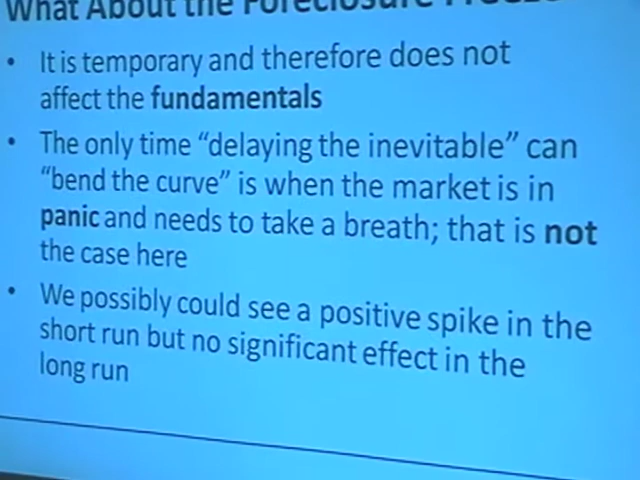 What About the Foreclosure
• It is temporary and therefore does not
affect the fundamentals
• The only time “delaying the inevitable” can
“bend the curve” is when the market is in
panic and needs to take a breath; that is not
the case here
• We possibly could see a positive spike in the
short run but no significant effect in the
long run